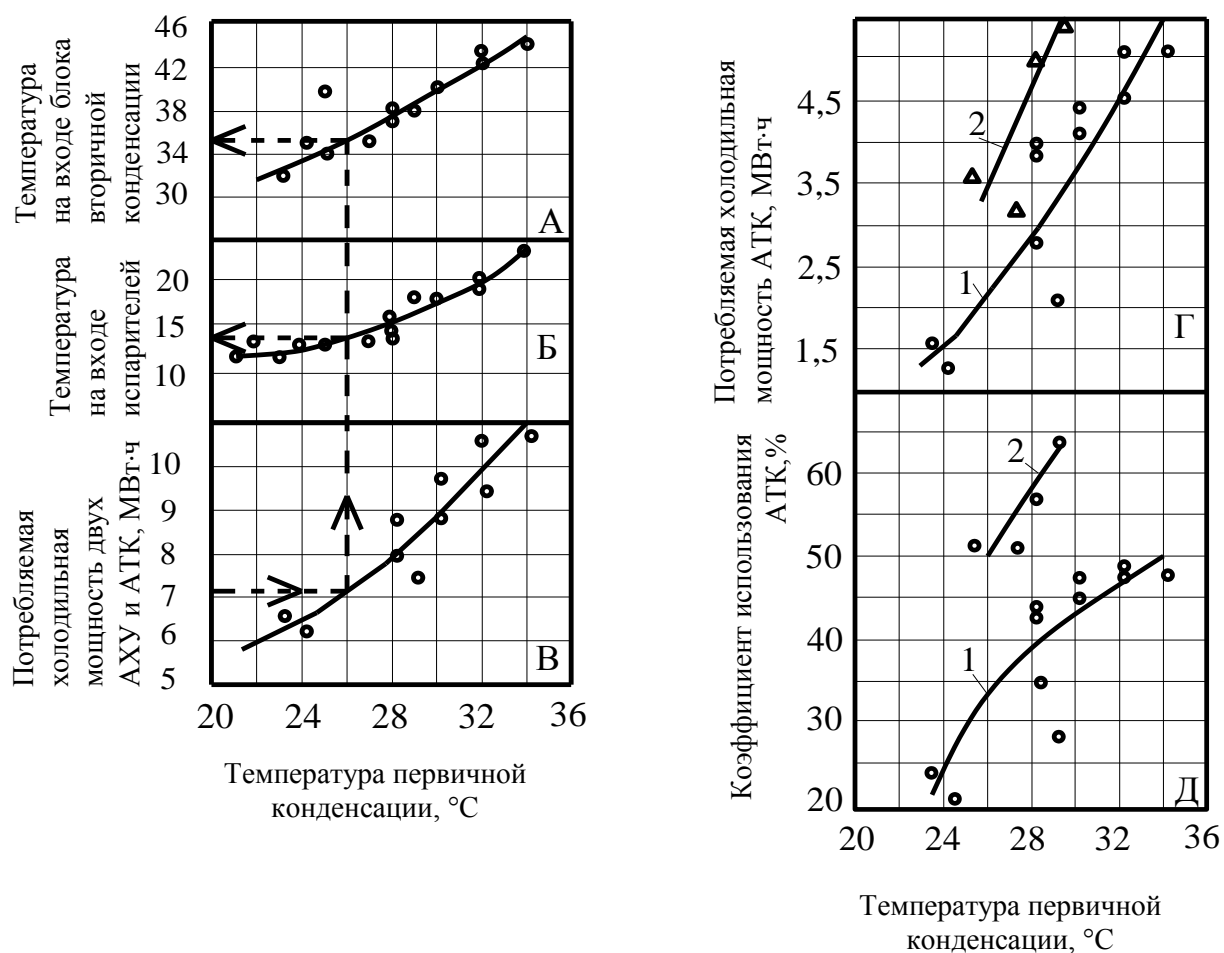 Температура
на входе блока
вторичной
конденсации
46
42
38
34
30
А
Температура
на входе
испарителей
20
15
10
Б
Потребляемая
холодильная
мощность двух
АХУ и АТК, МВт·ч
10
9
8
7
6
5
В
20
24
28
32
36
Температура первичной
конденсации, °С
Потребляемая холодильная
мощность АТК, МВт·ч
4,5
3,5
2,5
1,5
2
1
Г
Коэффициент использования
АТК,%
60
50
40
30
20
2
1
Д
20
24
28
32
36
Температура первичной
конденсации, °С